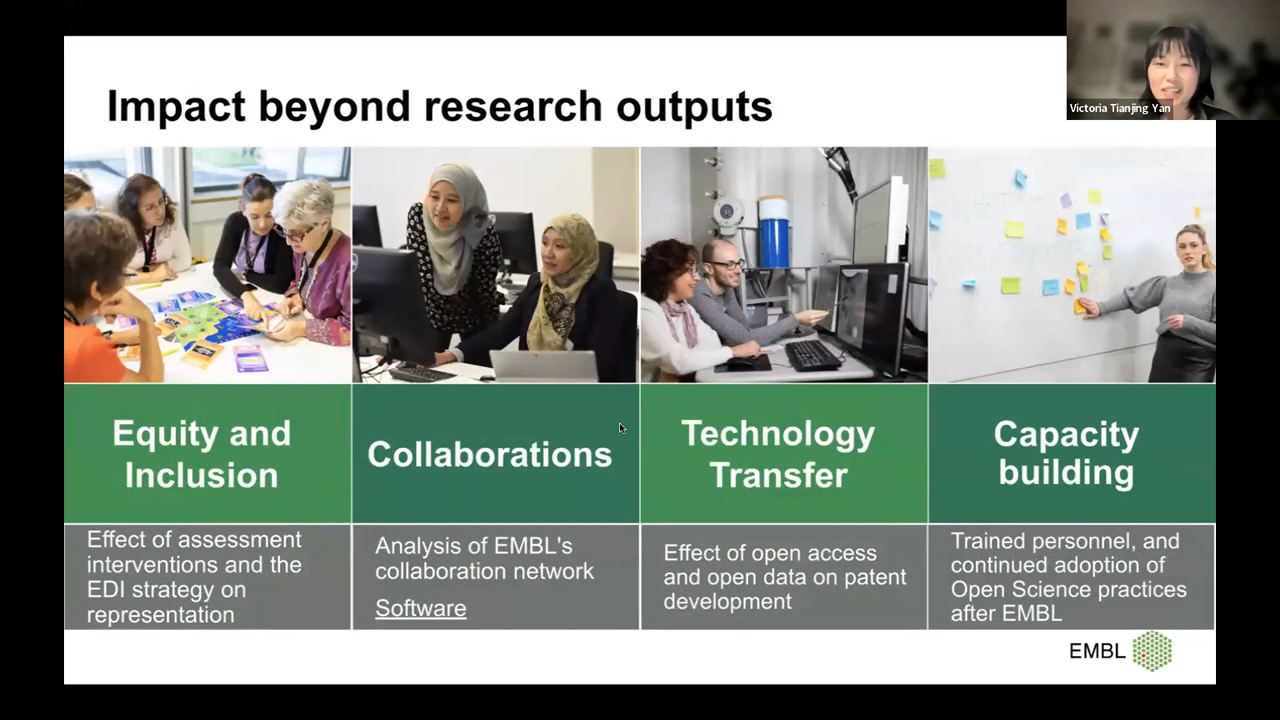 Impact beyond research outputs
Victoria Tianjing Yan
Equity and
Inclusion
Collaborations
Technology
Transfer
Capacity
building
Effect of assessment
interventions and the
EDI strategy on
representation
Analysis of EMBL's
collaboration network
Software
Effect of open access
and open data on patent
development
Trained personnel, and
continued adoption of
Open Science practices
after EMBL
EMBL